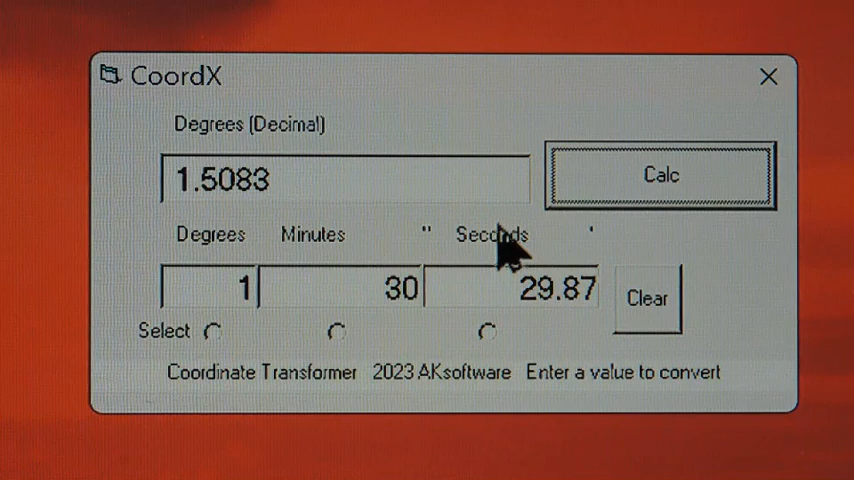 CoordX
Degrees (Decimal)
1.5083
Calc
Degrees Minutes " Seconds '
1 30 29.87
Clear
Select
Coordinate Transformer 2023 AKsoftware Enter a value to convert